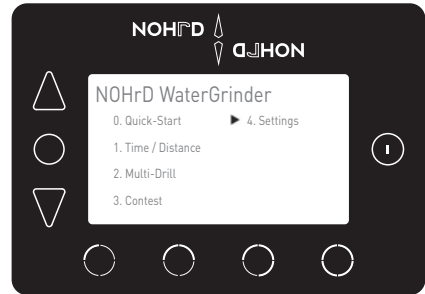 NOHrD
NOHrD
NOHrD WaterGrinder
0. Quick-Start ▶ 4. Settings
1. Time / Distance
2. Multi-Drill
3. Contest